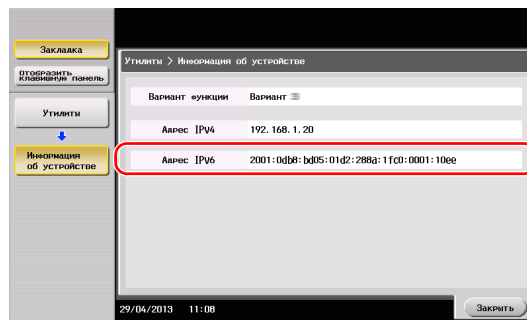 Закладка
Отобразить
клавишную панель
Утилиты
Информация
об устройстве
Утилиты > Информация об устройстве
Вариант функции Вариант
Адрес IPv4 192.168.1.20
Адрес IPv6 2001:0db8:bd05:01d2:288a:1fc0:0001:10ee
29/04/2013 11:08
Закрыть